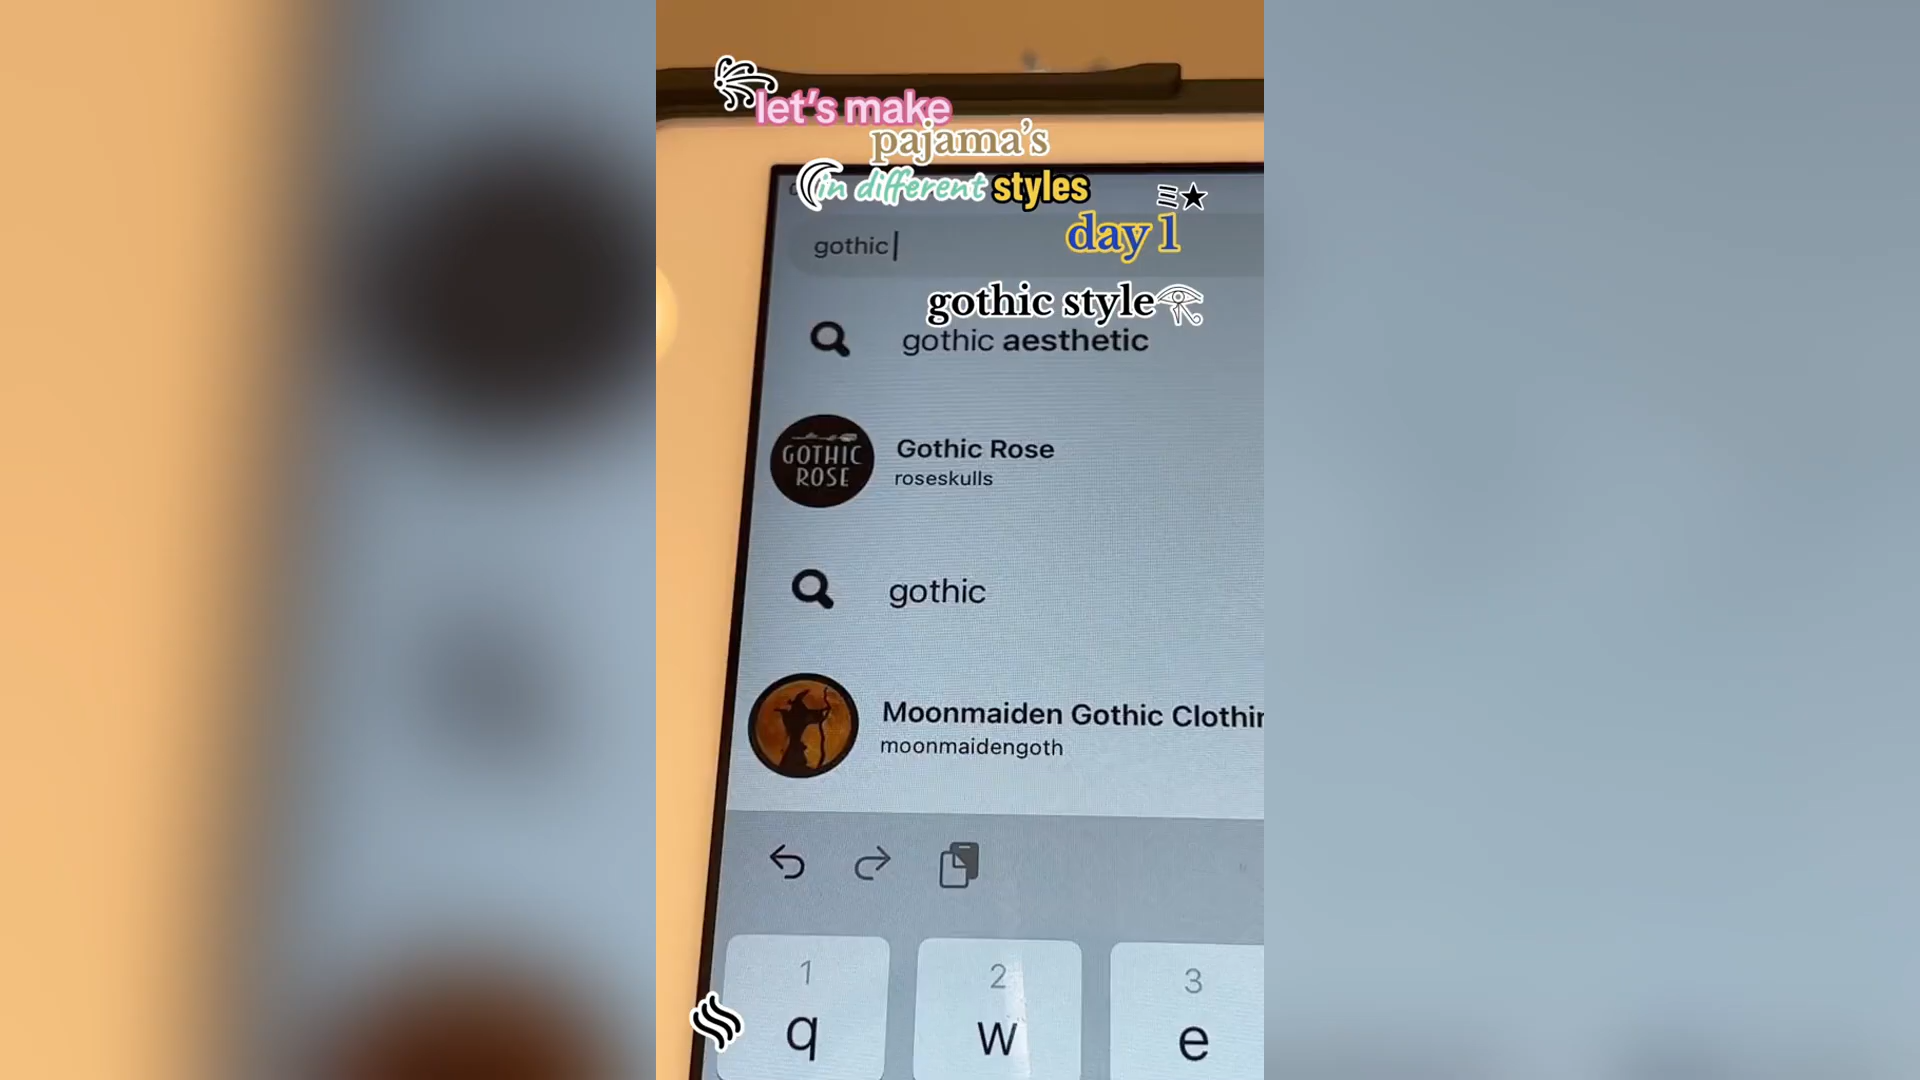 let's make
pajama's
in different styles
day 1
gothic
gothic style
gothic aesthetic
GOTHIC
ROSE
Gothic Rose
roseskulls
gothic
Moonmaiden Gothic Clothin
moonmaidengoth
1 2 3
q w e